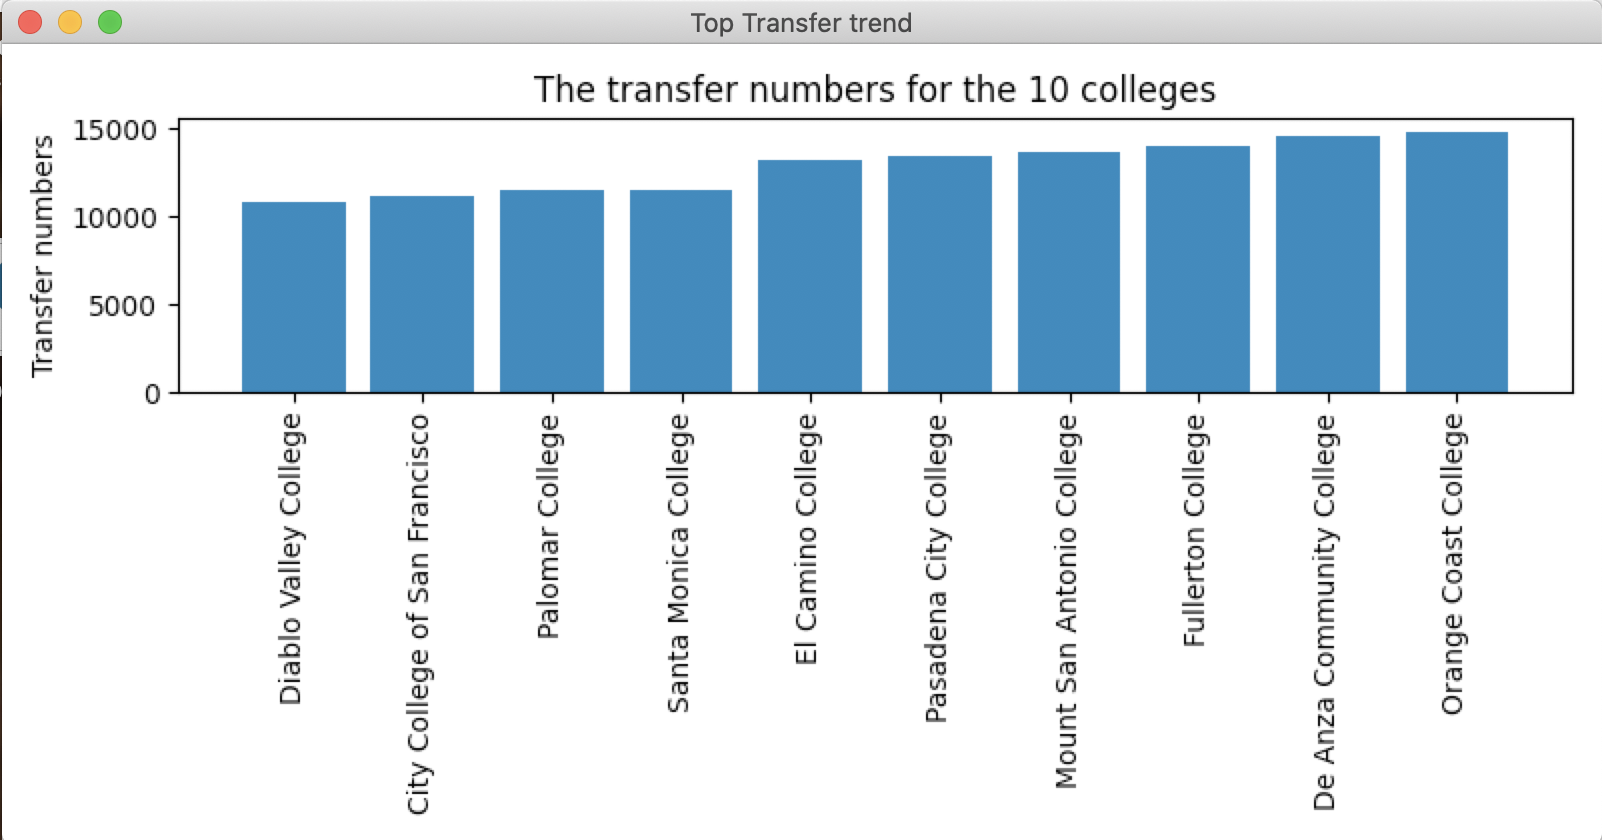 Top Transfer trend
The transfer numbers for the 10 colleges
Transfer numbers
15000
10000
5000
0
Diablo Valley College
City College of San Francisco
Palomar College
Santa Monica College
El Camino College
Pasadena City College
Mount San Antonio College
Fullerton College
De Anza Community College
Orange Coast College